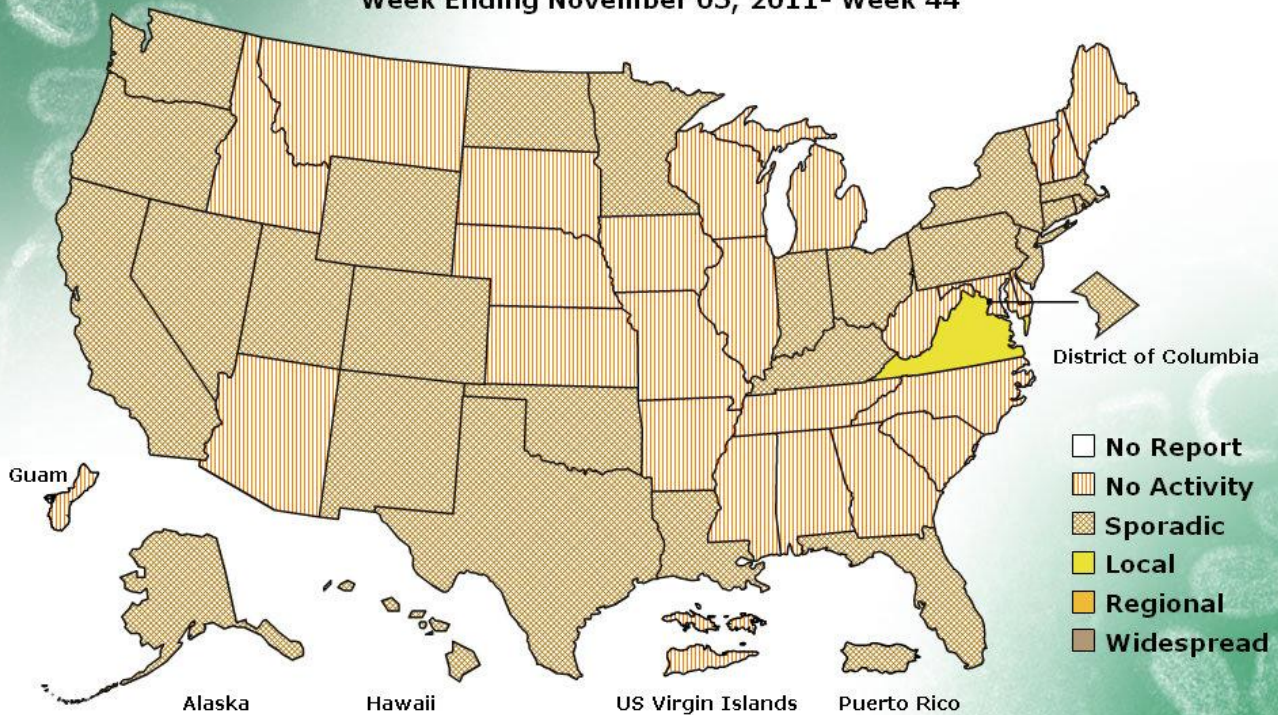 Week Ending November 05, 2011- Week 44
District of Columbia
Guam
No Report
No Activity
Sporadic
Local
Regional
Widespread
Alaska
Hawaii
US Virgin Islands
Puerto Rico